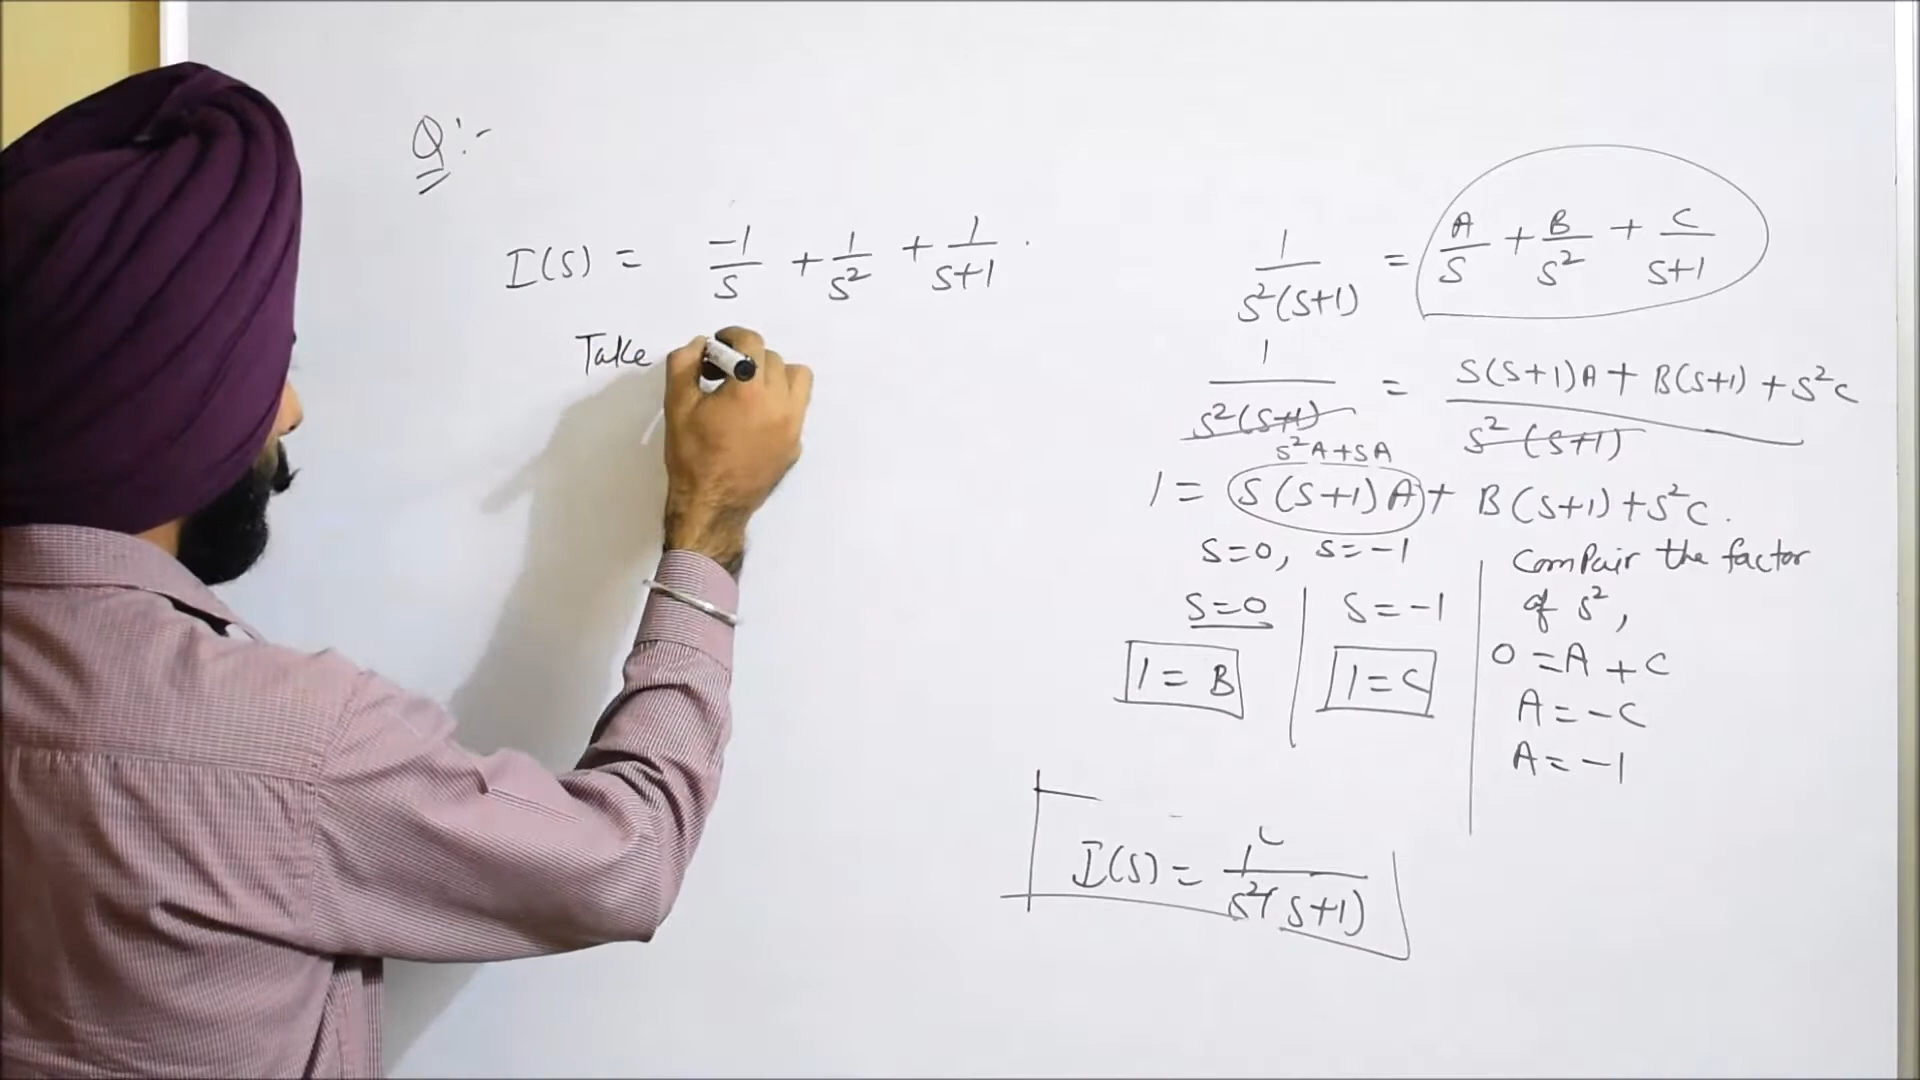 Q:-
I(s) = -1/s + 1/s² + 1/s+1 .
Take
1/s²(s+1) = A/s + B/s² + C/s+1
1/s²(s+1) = s(s+1)A + B(s+1) + s²C/s²(s+1)
s²A+sA
1 = s(s+1)A + B(s+1) + s²C.
s=0, s=-1
s=0
1 = B
s=-1
1=C
Compair the factor
of s²,
0 = A + C
A = -C
A = -1
I(s) = 1/s²(s+1)